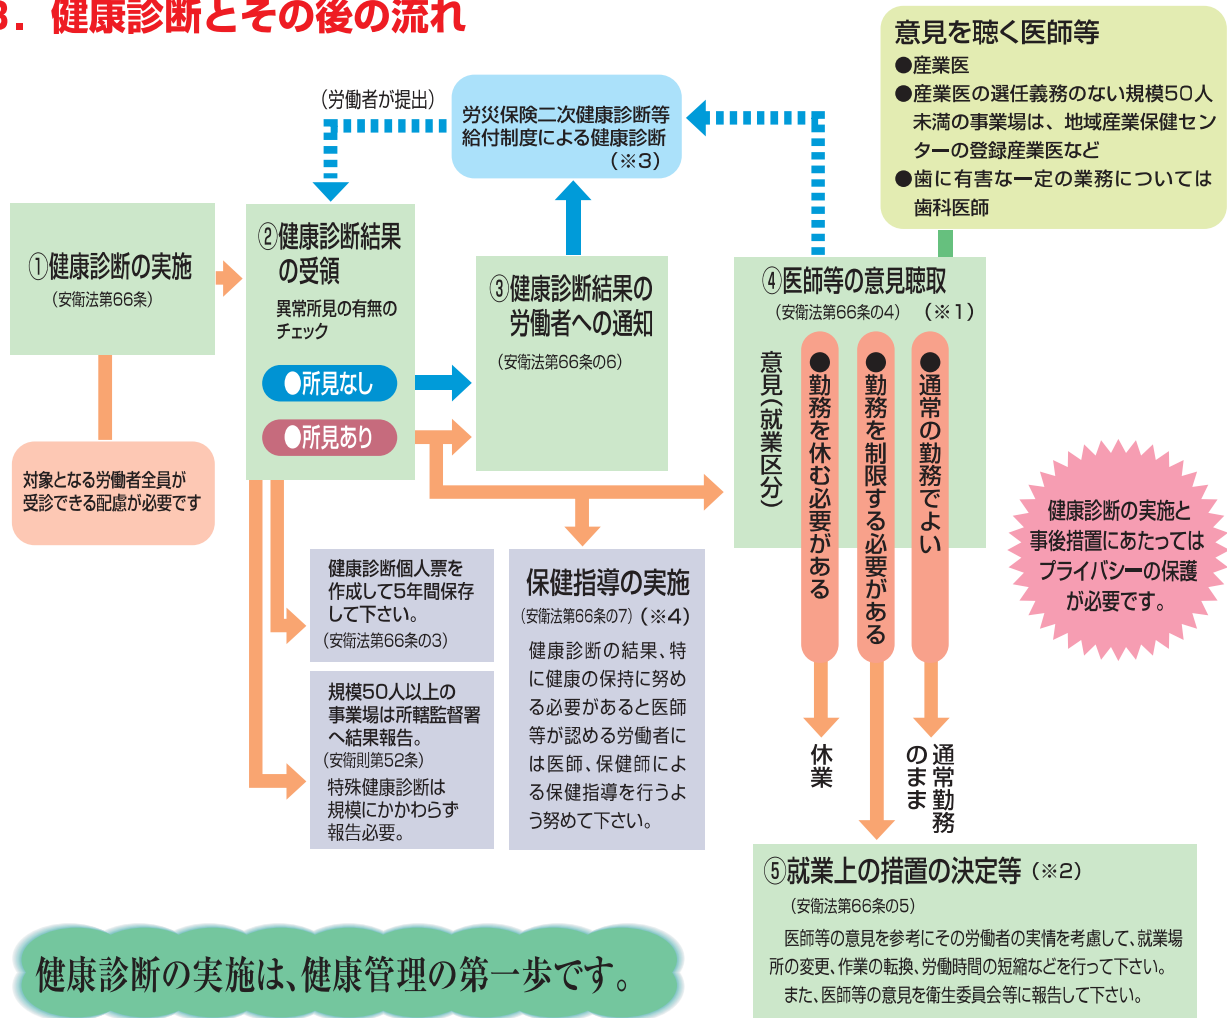 3．健康診断とその後の流れ
意見を聴く医師等
●産業医
●産業医の選任義務のない規模50人
未満の事業場は、地域産業保健セン
ターの登録産業医など
●歯に有害な一定の業務については
歯科医師
（労働者が提出）
労災保険二次健康診断等
給付制度による健康診断
（※3）
①健康診断の実施
（安衛法第66条）
対象となる労働者全員が
受診できる配慮が必要です
②健康診断結果
の受領
異常所見の有無の
チェック
●所見なし
●所見あり
③健康診断結果の
労働者への通知
（安衛法第66条の6）
④医師等の意見聴取
（安衛法第66条の4）（※1）
意見（就業区分）
●勤務を休む必要がある
●勤務を制限する必要がある
●通常の勤務でよい
休業
通常勤務
のまま
健康診断の実施と
事後措置にあたっては
プライバシーの保護
が必要です。
健康診断個人票を
作成して5年間保存
して下さい。
（安衛法第66条の3）
規模50人以上の
事業場は所轄監督署
へ結果報告。
（安衛則第52条）
特殊健康診断は
規模にかかわらず
報告必要。
保健指導の実施
（安衛法第66条の7）（※4）
健康診断の結果、特
に健康の保持に努め
る必要があると医師
等が認める労働者に
は医師、保健師によ
る保健指導を行うよ
う努めて下さい。
⑤就業上の措置の決定等（※2）
（安衛法第66条の5）
医師等の意見を参考にその労働者の実情を考慮して、就業場
所の変更、作業の転換、労働時間の短縮などを行って下さい。
また、医師等の意見を衛生委員会等に報告して下さい。
健康診断の実施は、健康管理の第一歩です。